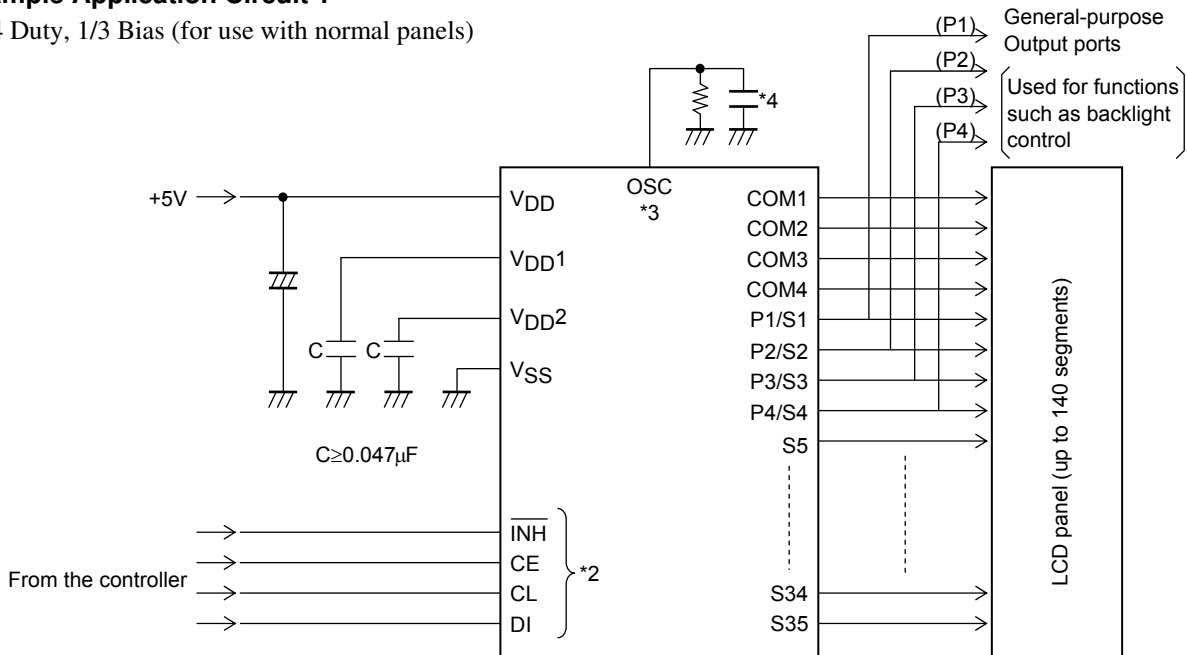 4 Duty, 1/3 Bias (for use with normal panels)
(P1)
General-purpose
Output ports
(P2)
(P3)
(P4)
Used for functions
such as backlight
control
*4
+5V
VDD
OSC
*3
COM1
COM2
VDD1
COM3
COM4
VDD2
P1/S1
C
C
P2/S2
VSS
P3/S3
P4/S4
S5
C≥0.047μF
LCD panel (up to 140 segments)
INH
CE
*2
From the controller
CL
DI
S34
S35